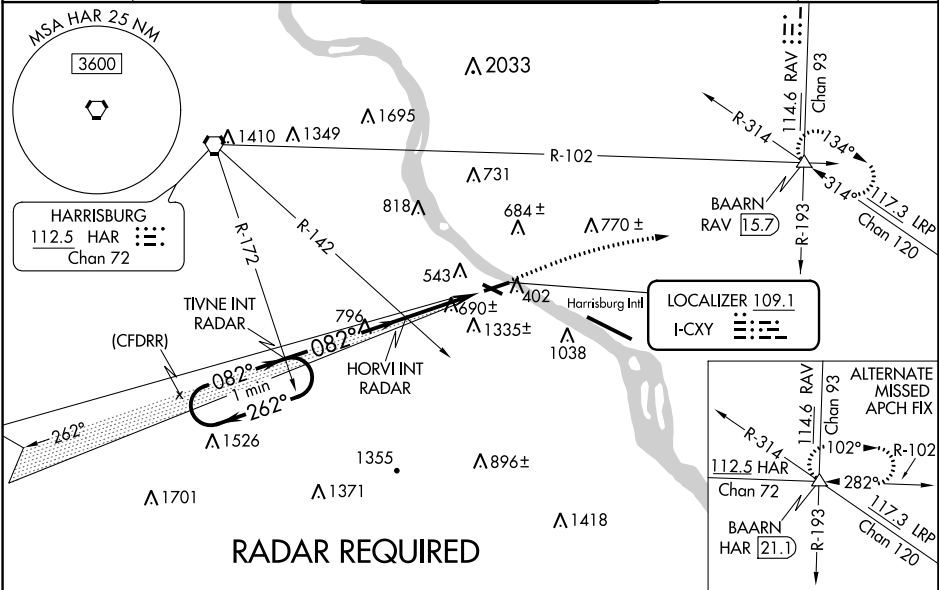 MSA HAR 25 NM
3600
HARRISBURG
112.5 HAR
Chan 72
1410
1349
1695
2033
731
818
684 ±
770 ±
543
402
690±
796
1335±
1038
1526
1355
1371
1701
896±
1418
R-102
R-172
R-142
TIVNE INT
RADAR
(CFDRR)
HORVI INT
RADAR
082°
082°
1 min
262°
262°
Harrisburg Intl
LOCALIZER 109.1
I-CXY
114.6 RAV
Chan 93
R-314
134°
314°
BAARN
RAV 15.7
R-193
117.3 LRP
Chan 120
RADAR REQUIRED
ALTERNATE
MISSED
APCH FIX
114.6 RAV
Chan 93
R-314
102°
R-102
112.5 HAR
Chan 72
282°
BAARN
HAR 21.1
R-193
117.3 LRP
Chan 120